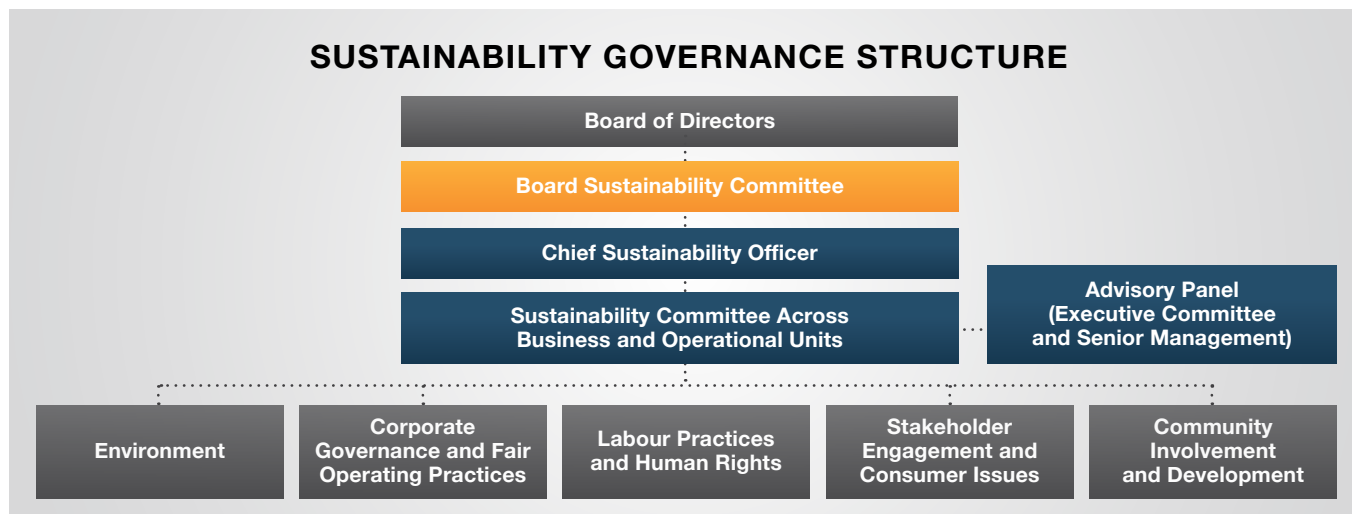 SUSTAINABILITY GOVERNANCE STRUCTURE
Board of Directors
Board Sustainability Committee
Chief Sustainability Officer
Sustainability Committee Across
Business and Operational Units
Advisory Panel
(Executive Committee
and Senior Management)
Environment
Corporate
Governance and Fair
Operating Practices
Labour Practices
and Human Rights
Stakeholder
Engagement and
Consumer Issues
Community
Involvement
and Development